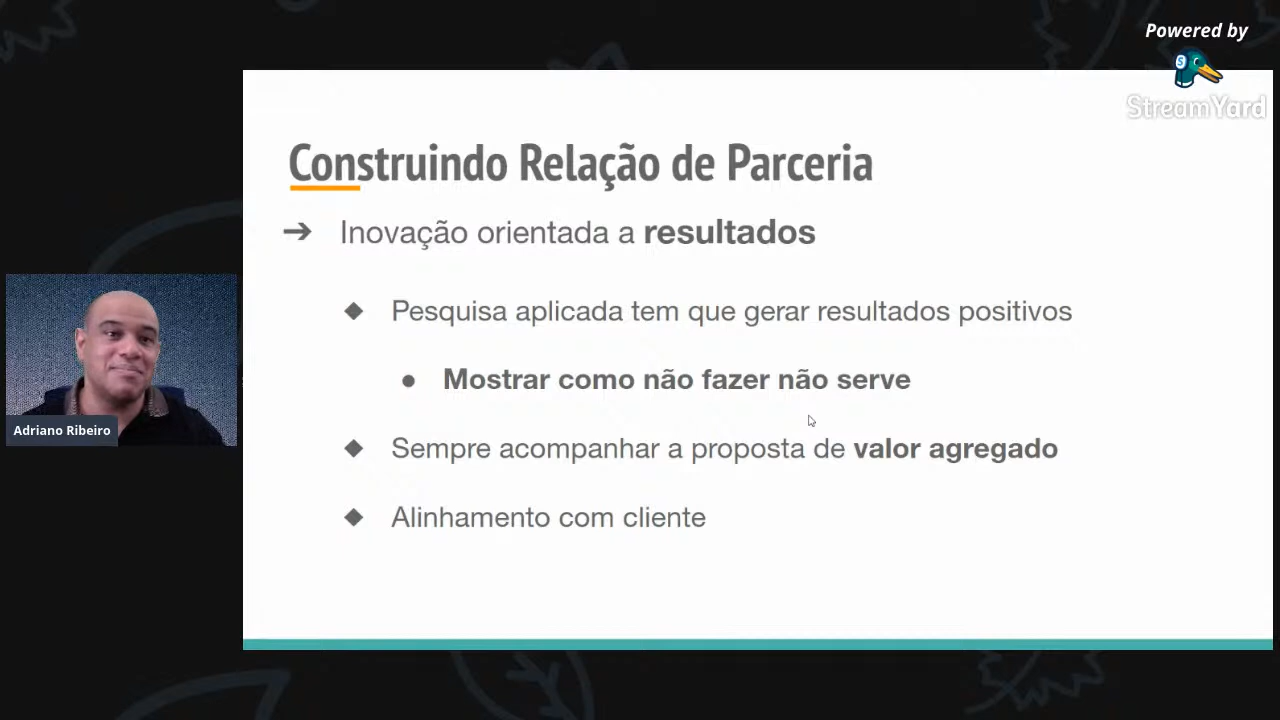 Powered by
StreamYard
Construindo Relação de Parceria
Inovação orientada a resultados
Pesquisa aplicada tem que gerar resultados positivos
Mostrar como não fazer não serve
Sempre acompanhar a proposta de valor agregado
Alinhamento com cliente
Adriano Ribeiro